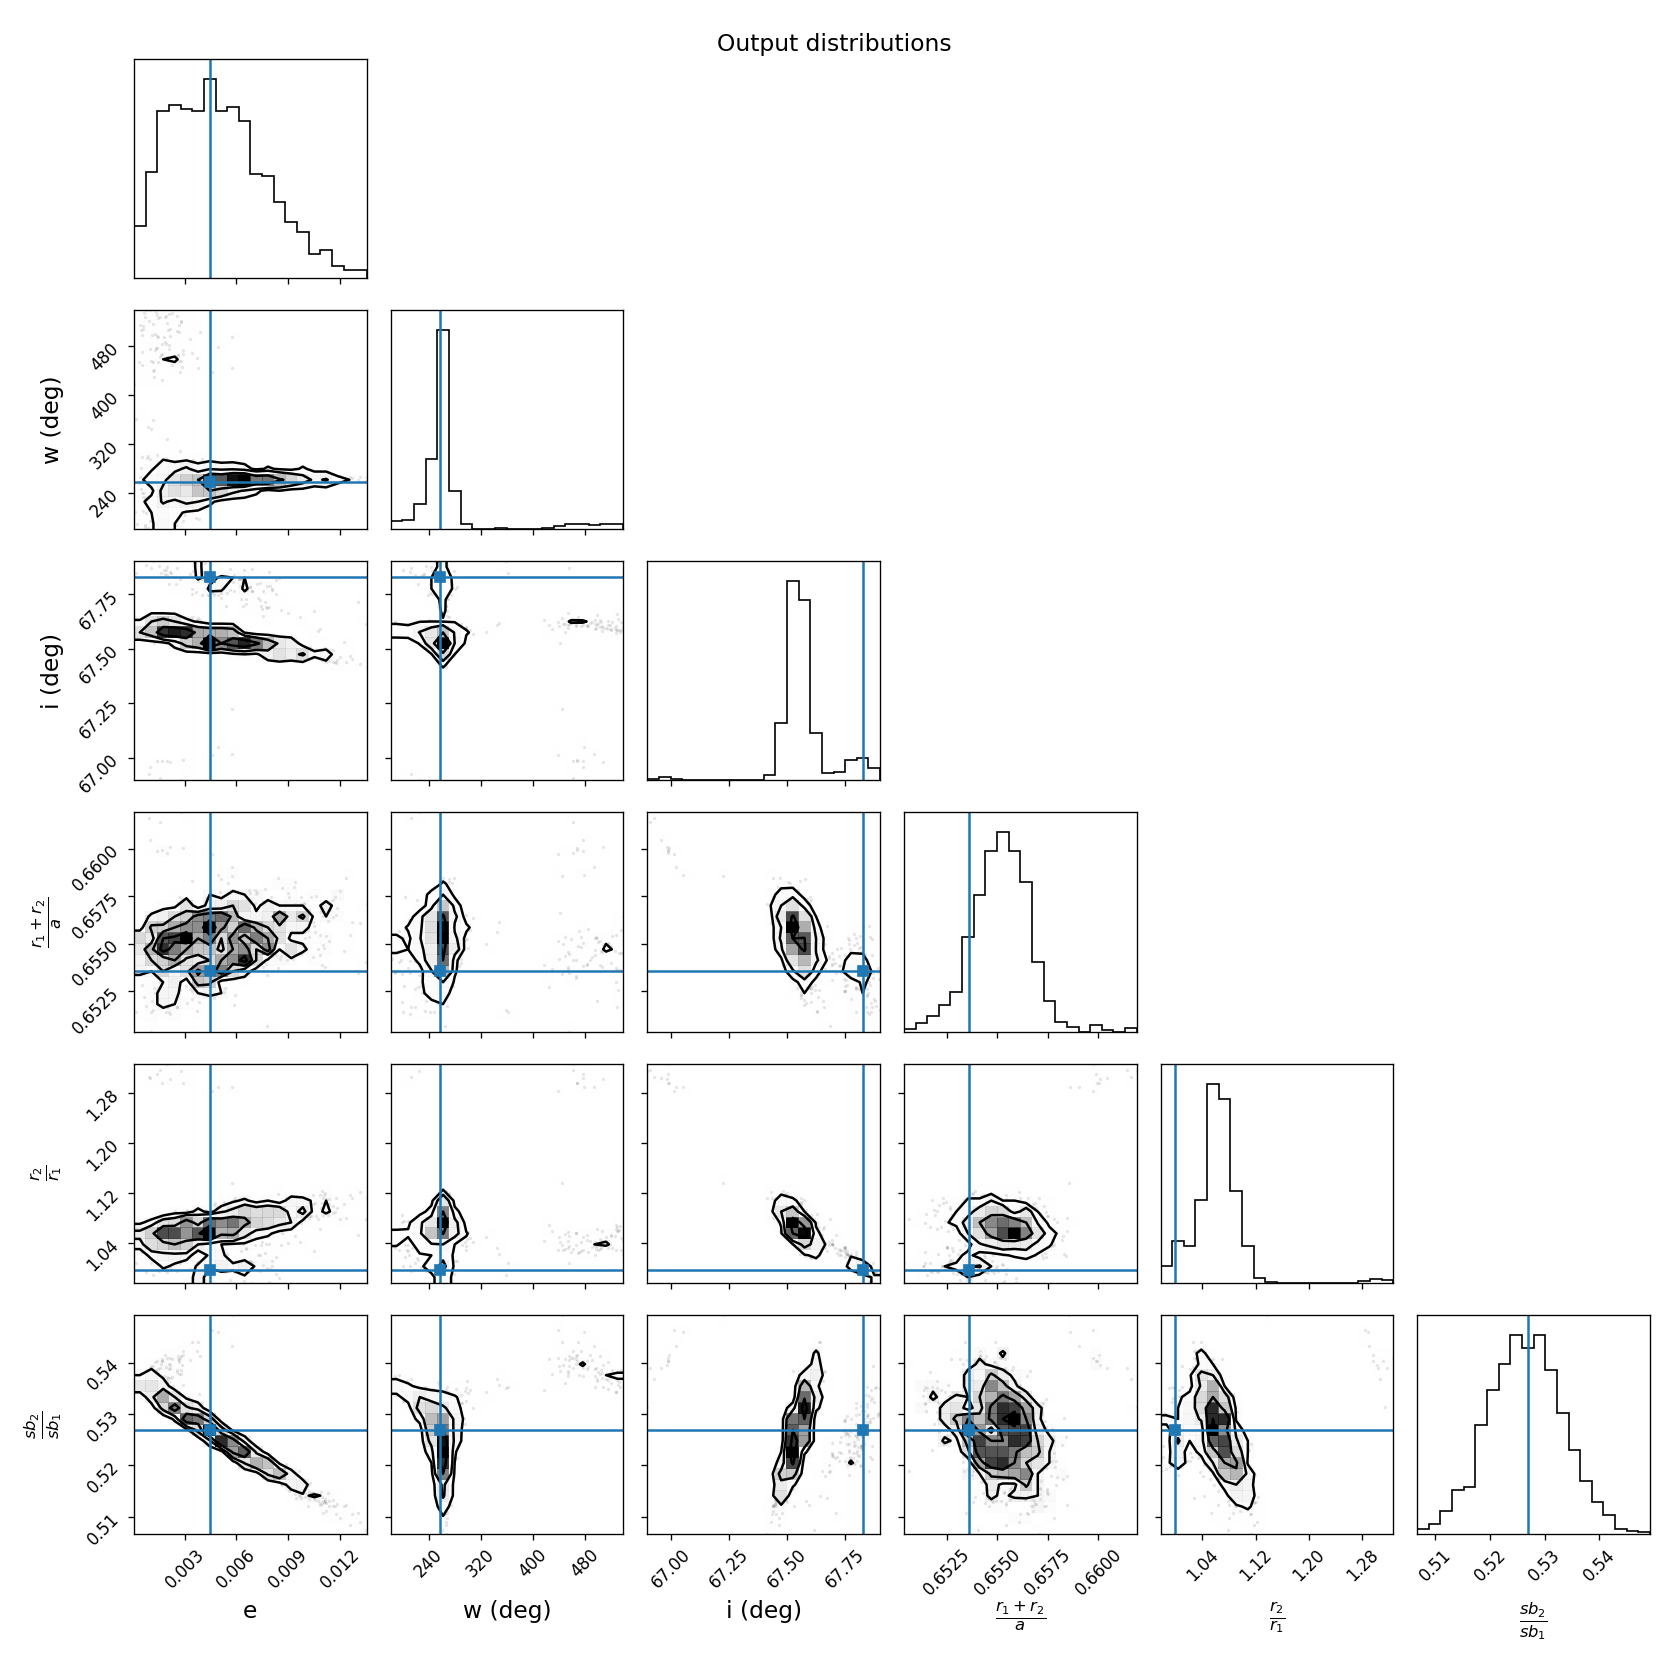 Output distributions
480
400
320
240
w (deg)
67.75
67.50
67.25
67.00
i (deg)
0.6600
0.6575
0.6550
0.6525
r₁ + r₂
a
1.28
1.20
1.12
1.04
r₂
r₁
0.54
0.53
0.52
0.51
sb₂
sb₁
0.003 0.006 0.009 0.012 240 320 400 480 67.00 67.25 67.50 67.75 0.6525 0.6550 0.6575 0.6600 1.04 1.12 1.20 1.28 0.51 0.52 0.53 0.54
e w (deg) i (deg)
r₁ + r₂
a
r₂
r₁
sb₂
sb₁